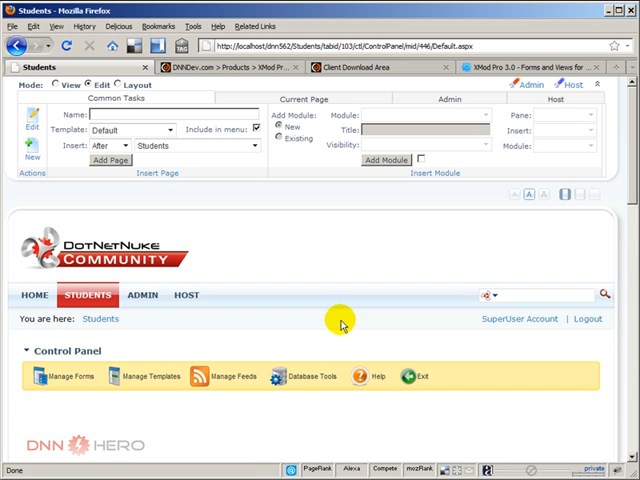 Students - Mozilla Firefox
File Edit View History Delicious Bookmarks Tools Help Related Links
TAG http://localhost/dnn562/Students/tabid/103/ctl/ControlPanel/mid/446/Default.aspx
Students DNNDev.com > Products > XMod Pr... Client Download Area XMod Pro 3.0 - Forms and Views for ...
Mode: View Edit Layout Admin Host
Common Tasks Current Page Admin Host
Edit Name: Add Module: Module: Pane:
Template: Default Include in menu: New Title: Insert:
New Insert: After Students Existing Visibility: Module:
Add Page Add Module
Actions Insert Page Insert Module
A A A
DOTNETNUKE
COMMUNITY
HOME STUDENTS ADMIN HOST
You are here: Students SuperUser Account | Logout
Control Panel
Manage Forms Manage Templates Manage Feeds Database Tools Help Exit
DNN HERO
Done PageRank Alexa Compete mozRank private